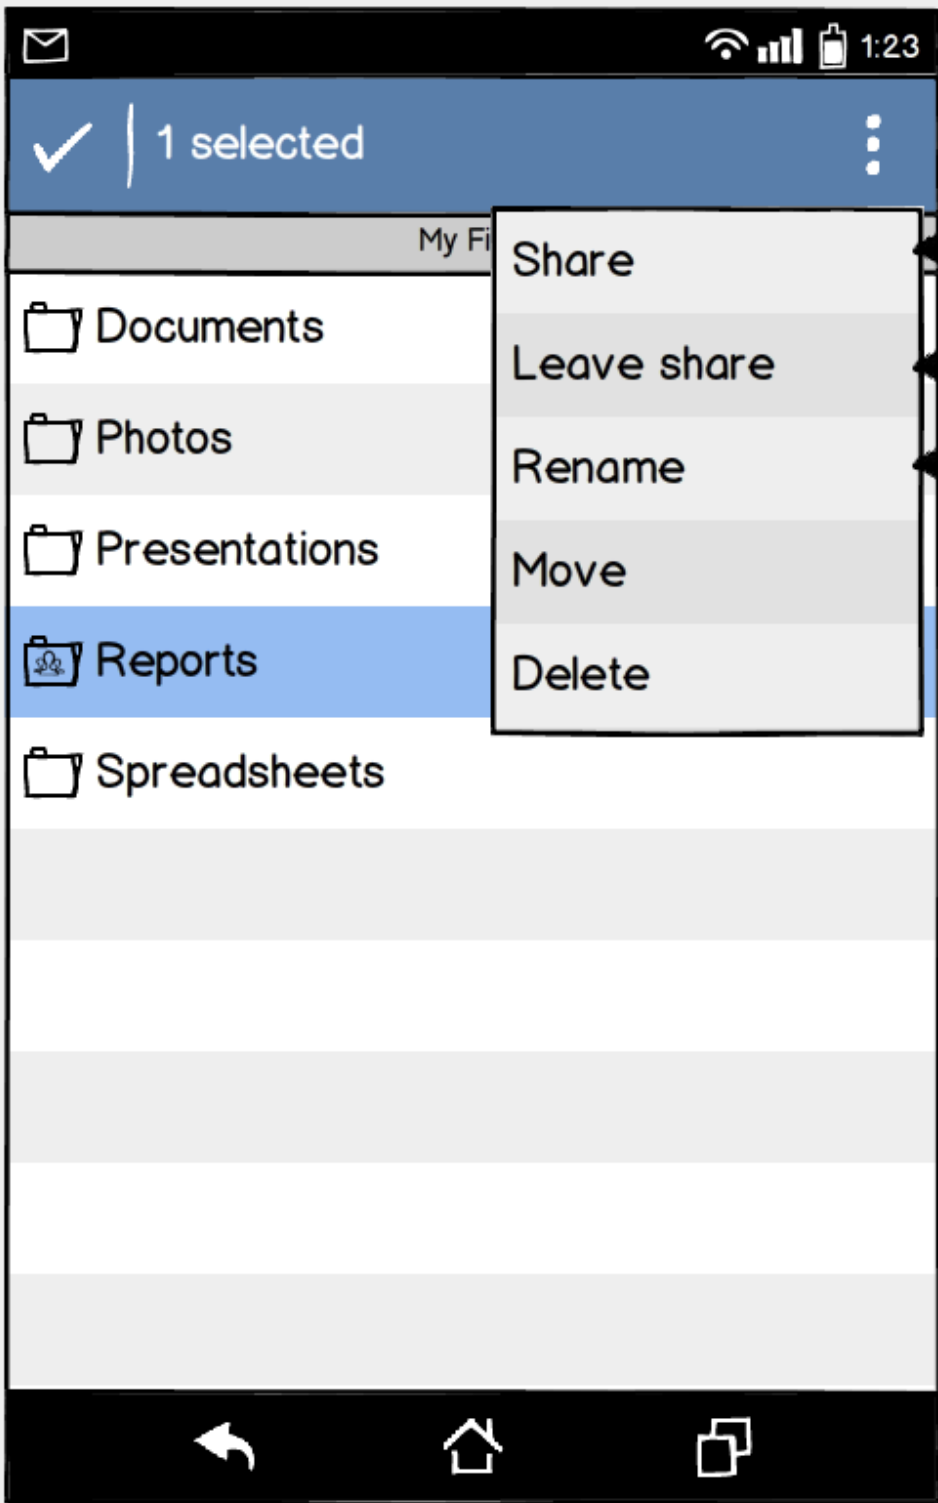 1:23
1 selected
My Fi
Share
Leave share
Rename
Move
Delete
Documents
Photos
Presentations
Reports
Spreadsheets